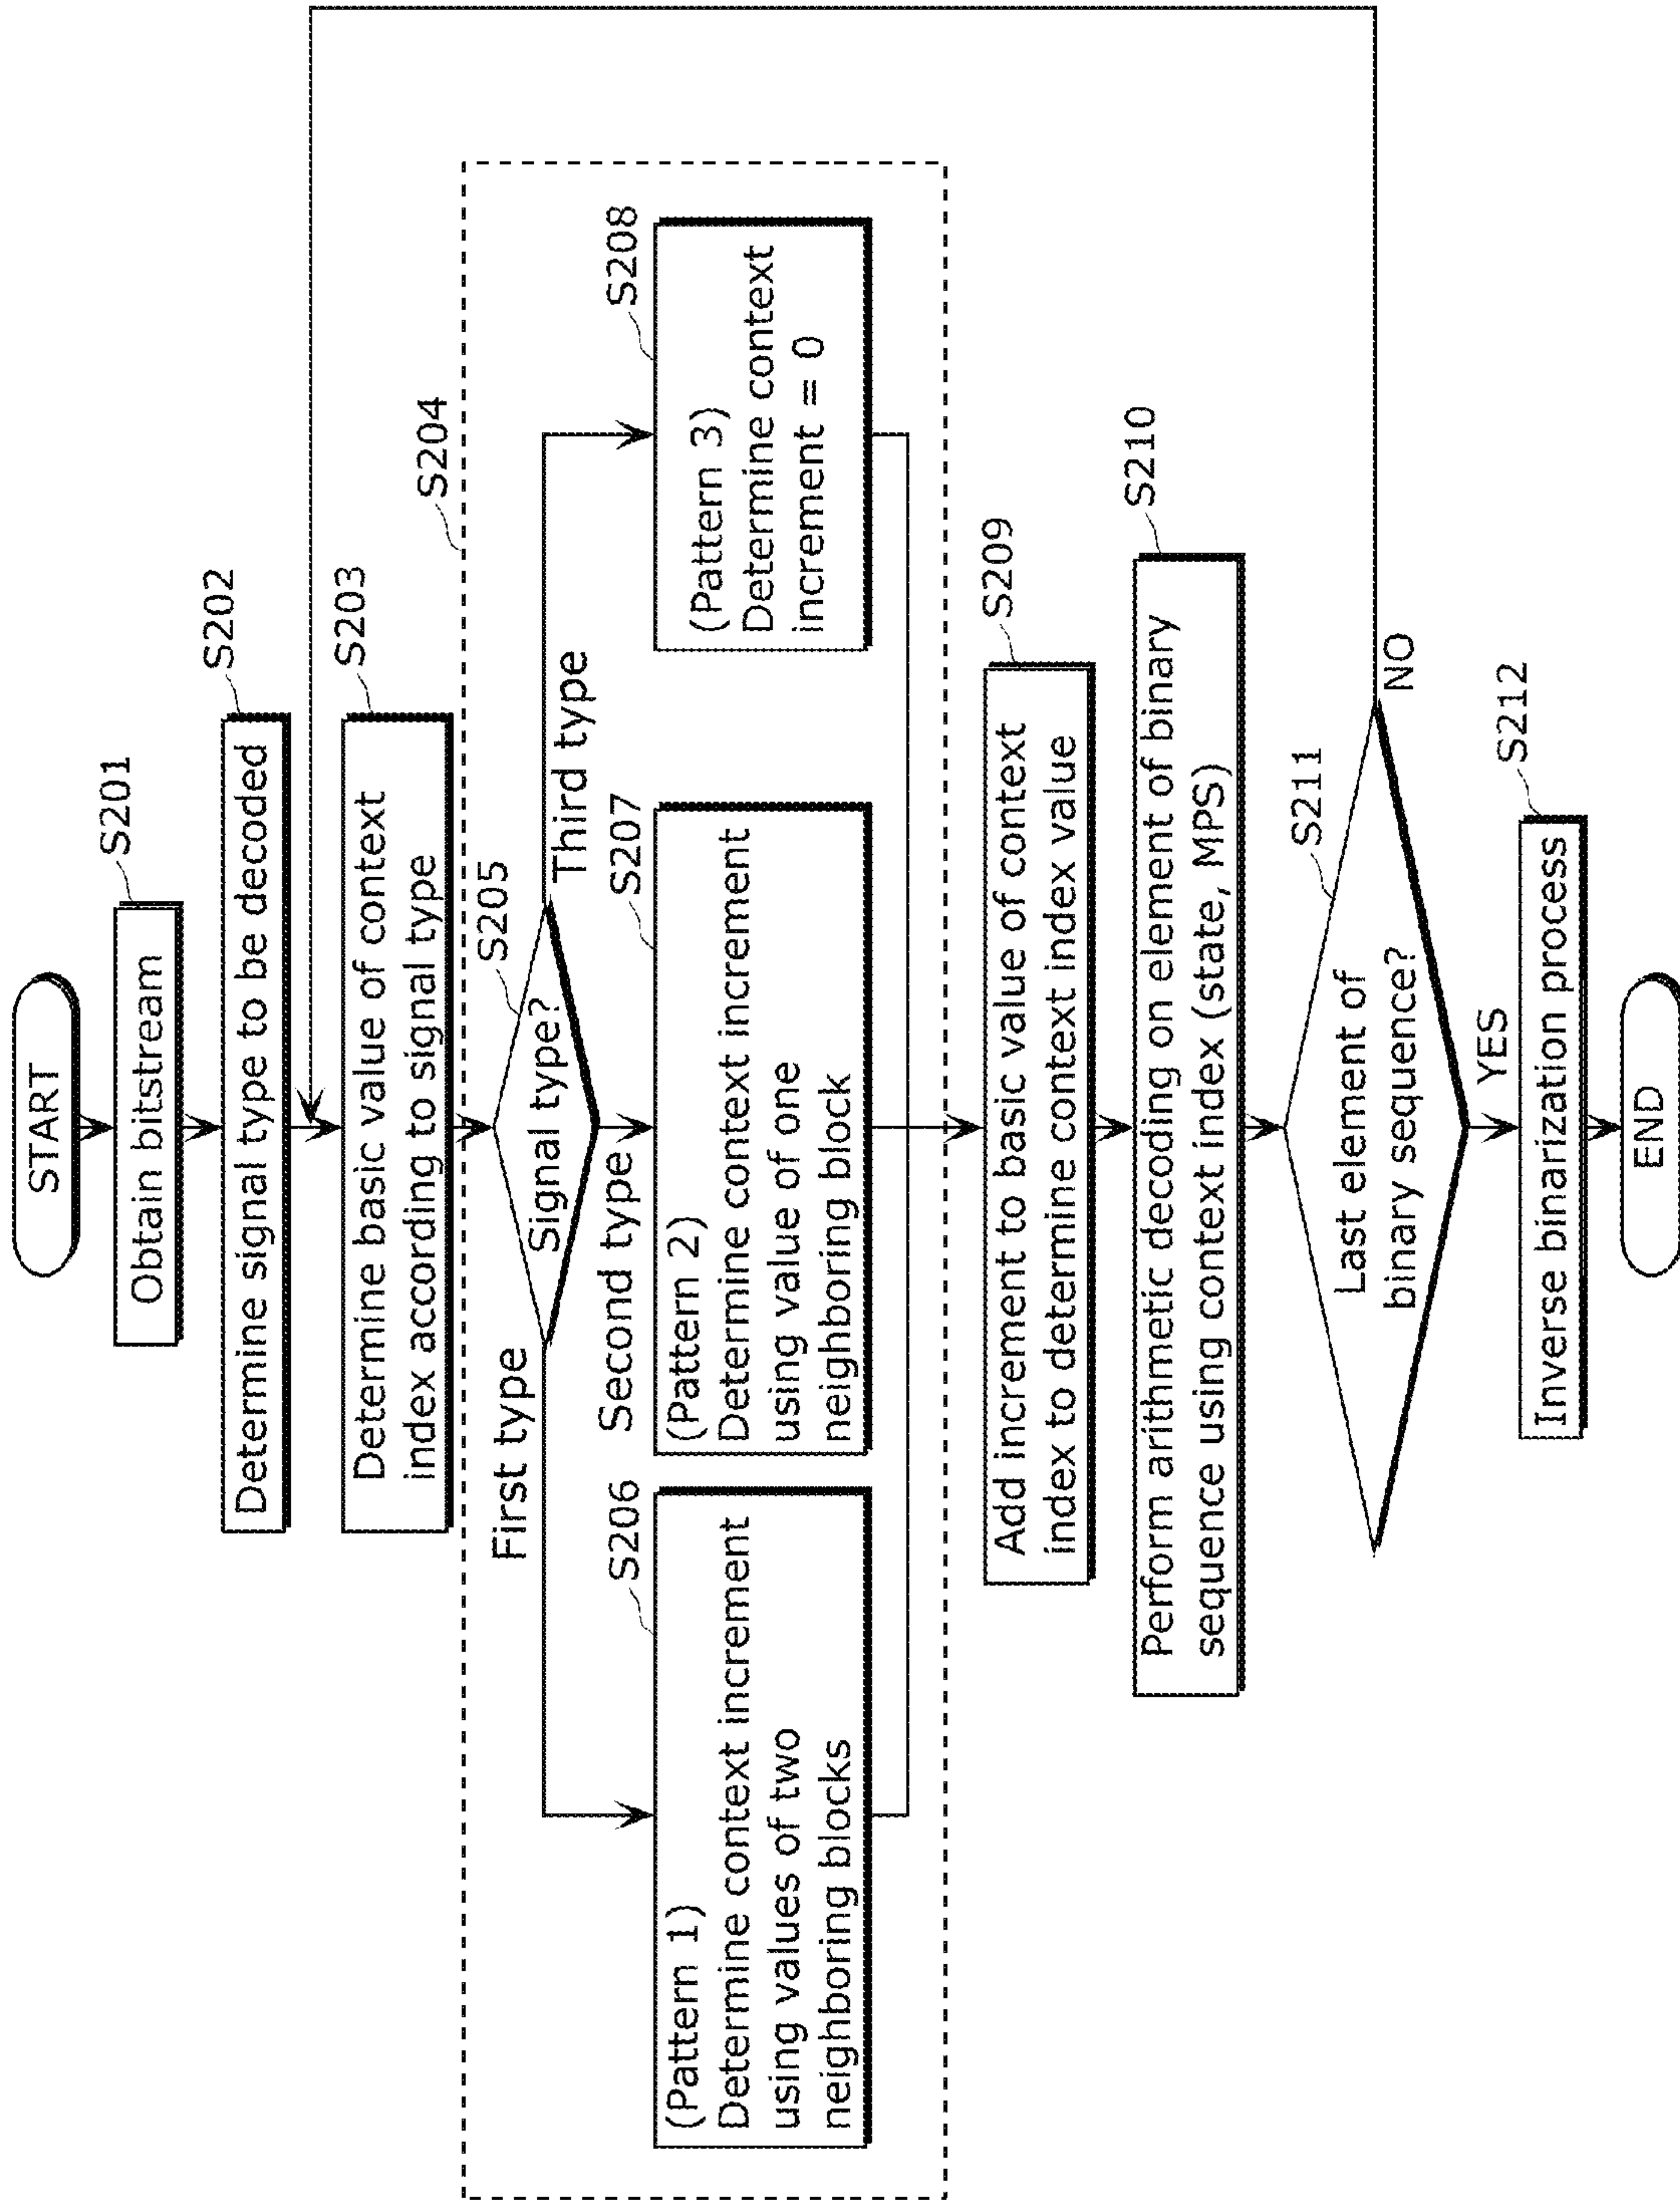 START
S201
Obtain bitstream
S202
Determine signal type to be decoded
S203
Determine basic value of context
index according to signal type
S204
S205
Signal type?
First type
Second type
Third type
S206
(Pattern 1)
Determine context increment
using values of two
neighboring blocks
S207
(Pattern 2)
Determine context increment
using value of one
neighboring block
S208
(Pattern 3)
Determine context
increment = 0
S209
Add increment to basic value of context
index to determine context index value
S210
Perform arithmetic decoding on element of binary
sequence using context index (state, MPS)
S211
Last element of
binary sequence?
NO
YES
S212
Inverse binarization process
END